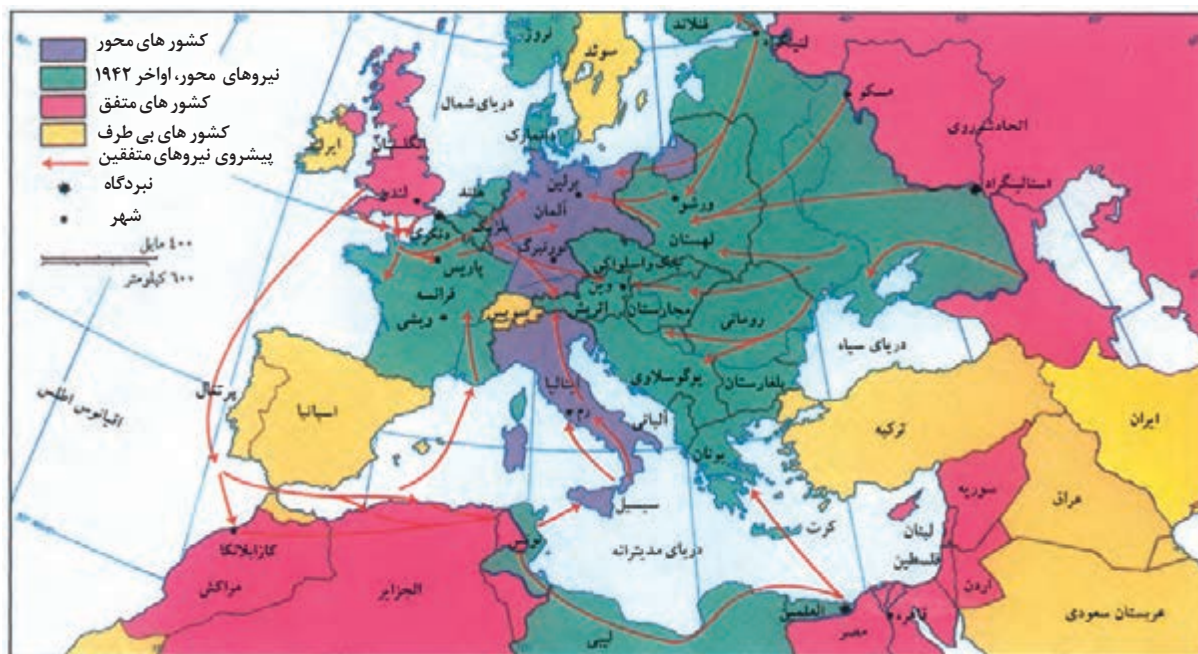 کشور های محور
نیروهای محور، اواخر ۱۹۴۲
کشور های متفق
کشور های بی طرف
پیشروی نیروهای متفقین
نبردگاه
شهر
۴۰۰ مایل
۶۰۰ کیلومتر
نروژ
سوئد
فنلاند
لنینگراد
مسکو
اتحاد شوروی
استالینگراد
دریای شمال
دانمارک
ایرلند
انگلستان
لندن
هلند
بلژیک
دنکرک
برلین
آلمان
نورنبرگ
ورشو
لهستان
چک واسلواکی
پاریس
فرانسه
ویشی
سویس
وین
اتریش
مجارستان
رومانی
یوگوسلاوی
بلغارستان
دریای سیاه
ایتالیا
رم
آلبانی
یونان
پرتغال
اسپانیا
اقیانوس اطلس
ترکیه
ایران
سوریه
عراق
لبنان
فلسطین
اردن
عربستان سعودی
کرت
سیسیل
دریای مدیترانه
تونس
کازابلانکا
مراکش
الجزایر
لیبی
العلمین
مصر
قاهره